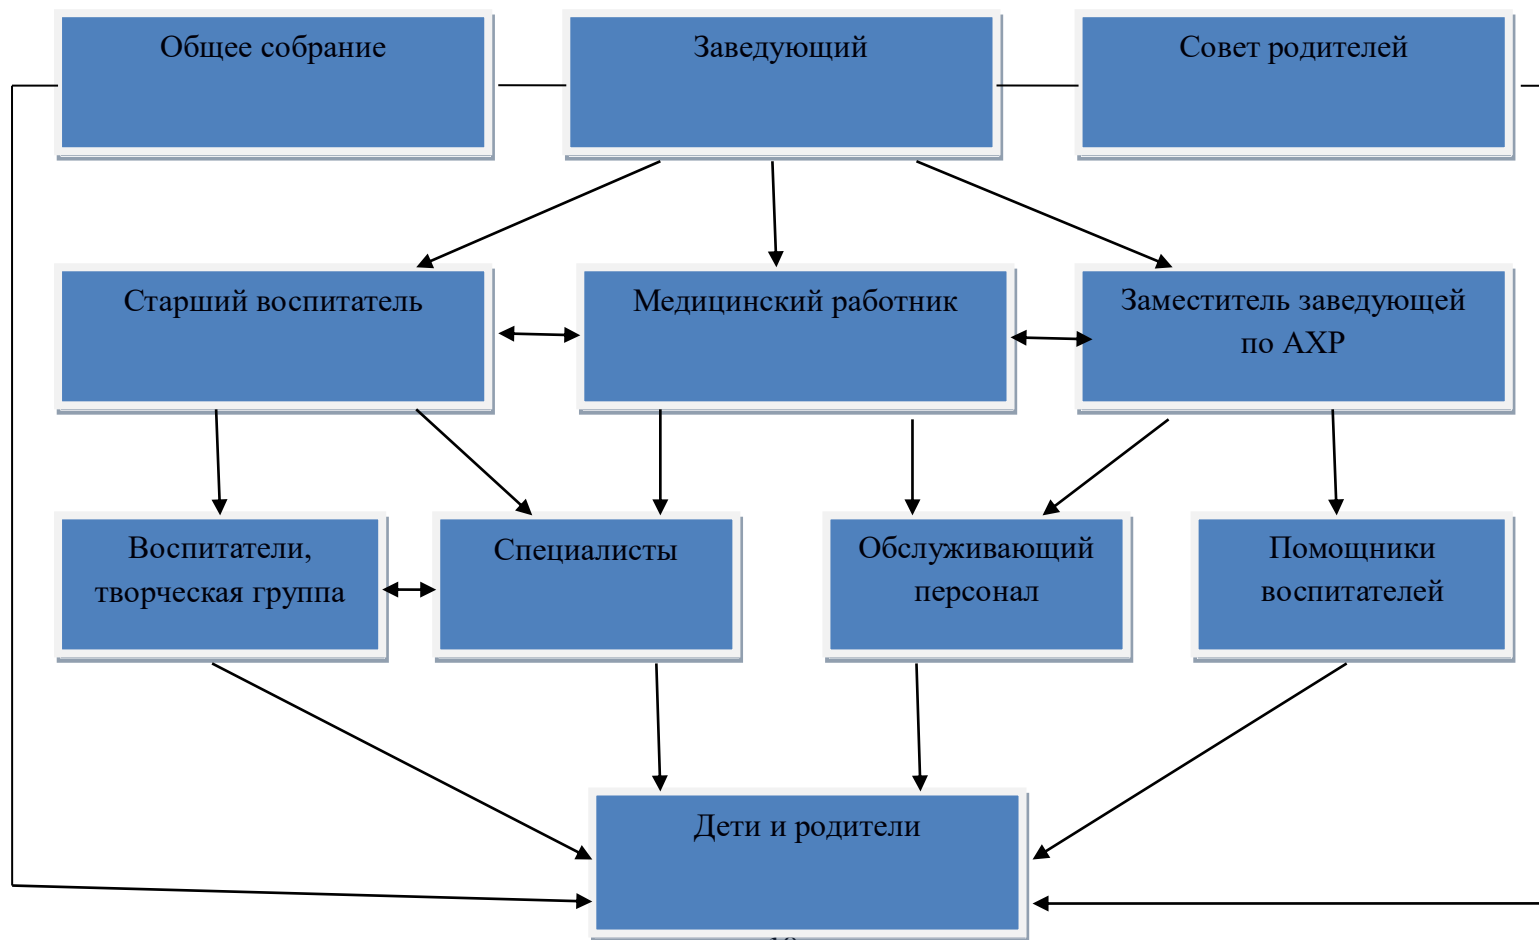 Общее собрание
Заведующий
Совет родителей
Старший воспитатель
Медицинский работник
Заместитель заведующей
по АХР
Воспитатели,
творческая группа
Специалисты
Обслуживающий
персонал
Помощники
воспитателей
Дети и родители